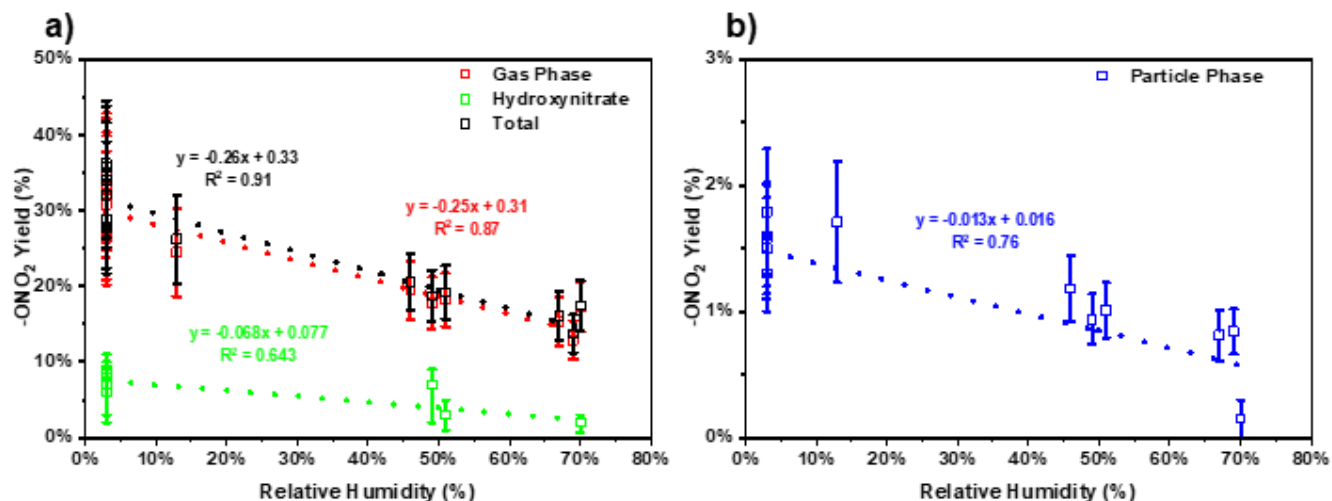 a)
50%
40%
30%
20%
10%
0%
-ONO₂ Yield (%)
Gas Phase
Hydroxynitrate
Total
y = -0.26x + 0.33
R² = 0.91
y = -0.25x + 0.31
R² = 0.87
y = -0.068x + 0.077
R² = 0.643
0% 10% 20% 30% 40% 50% 60% 70% 80%
Relative Humidity (%)
b)
3%
2%
1%
0%
-ONO₂ Yield (%)
Particle Phase
y = -0.013x + 0.016
R² = 0.76
0% 10% 20% 30% 40% 50% 60% 70% 80%
Relative Humidity (%)